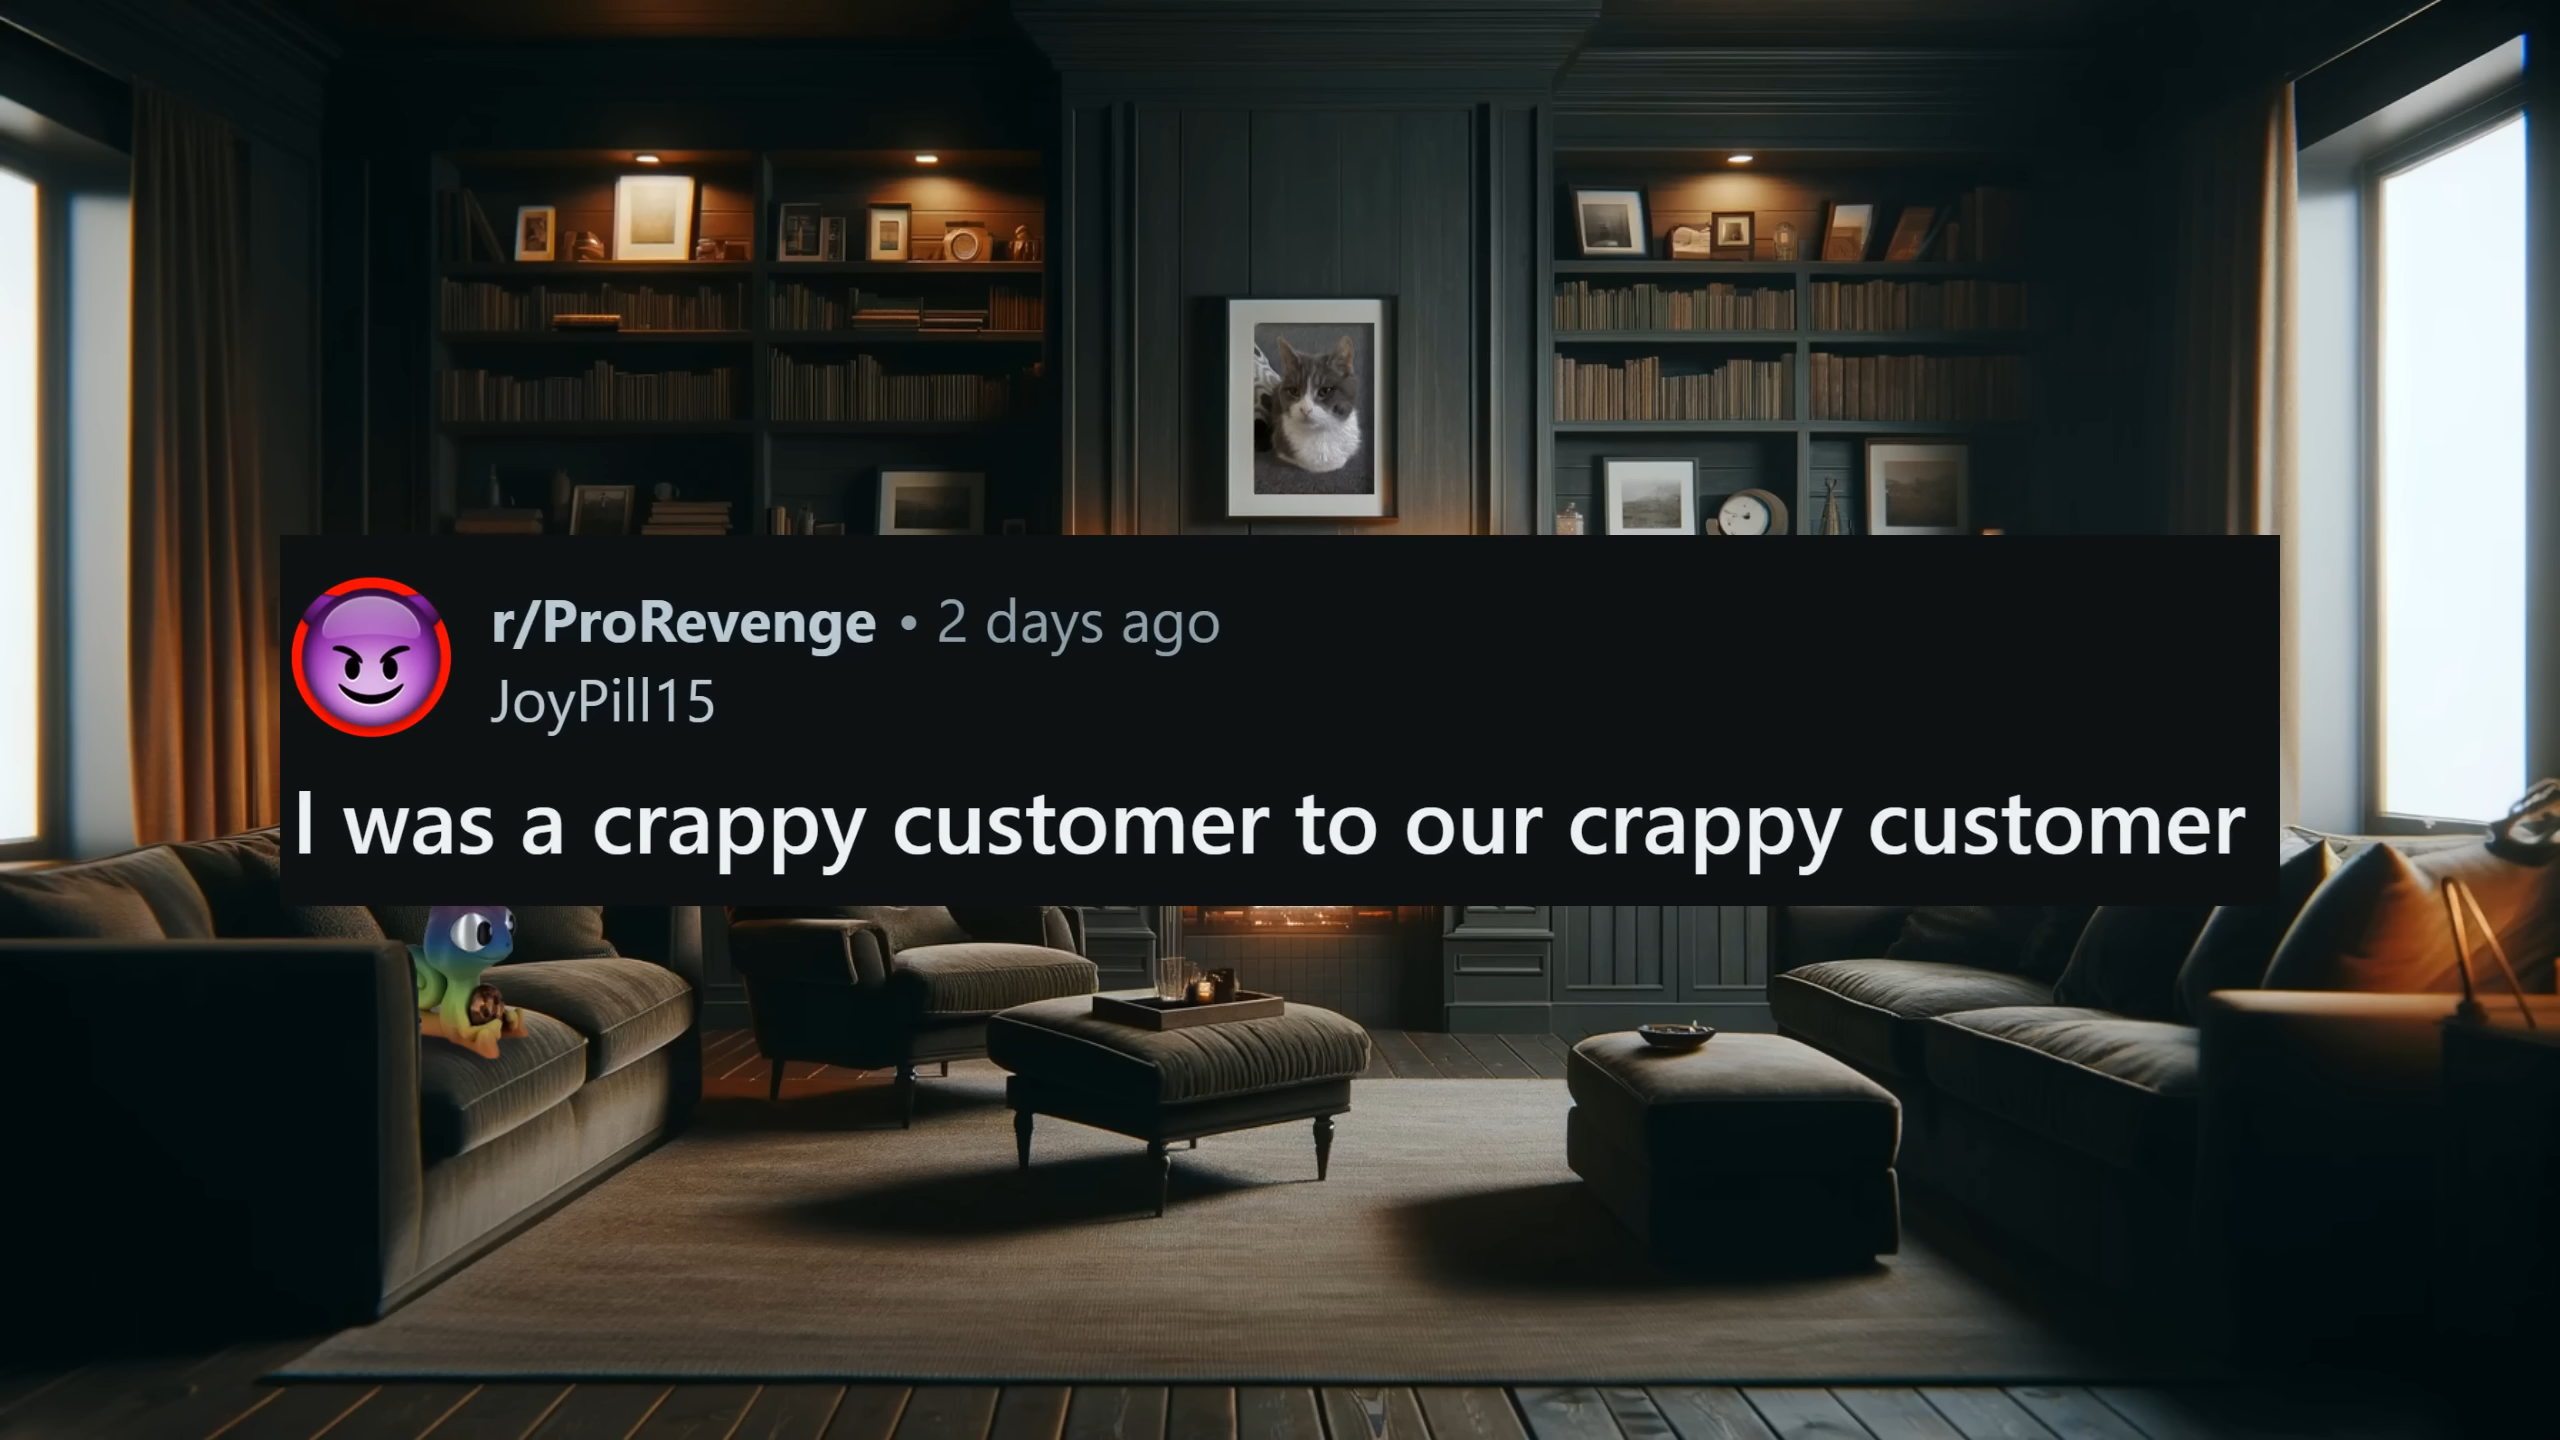 r/ProRevenge • 2 days ago
JoyPill15
I was a crappy customer to our crappy customer